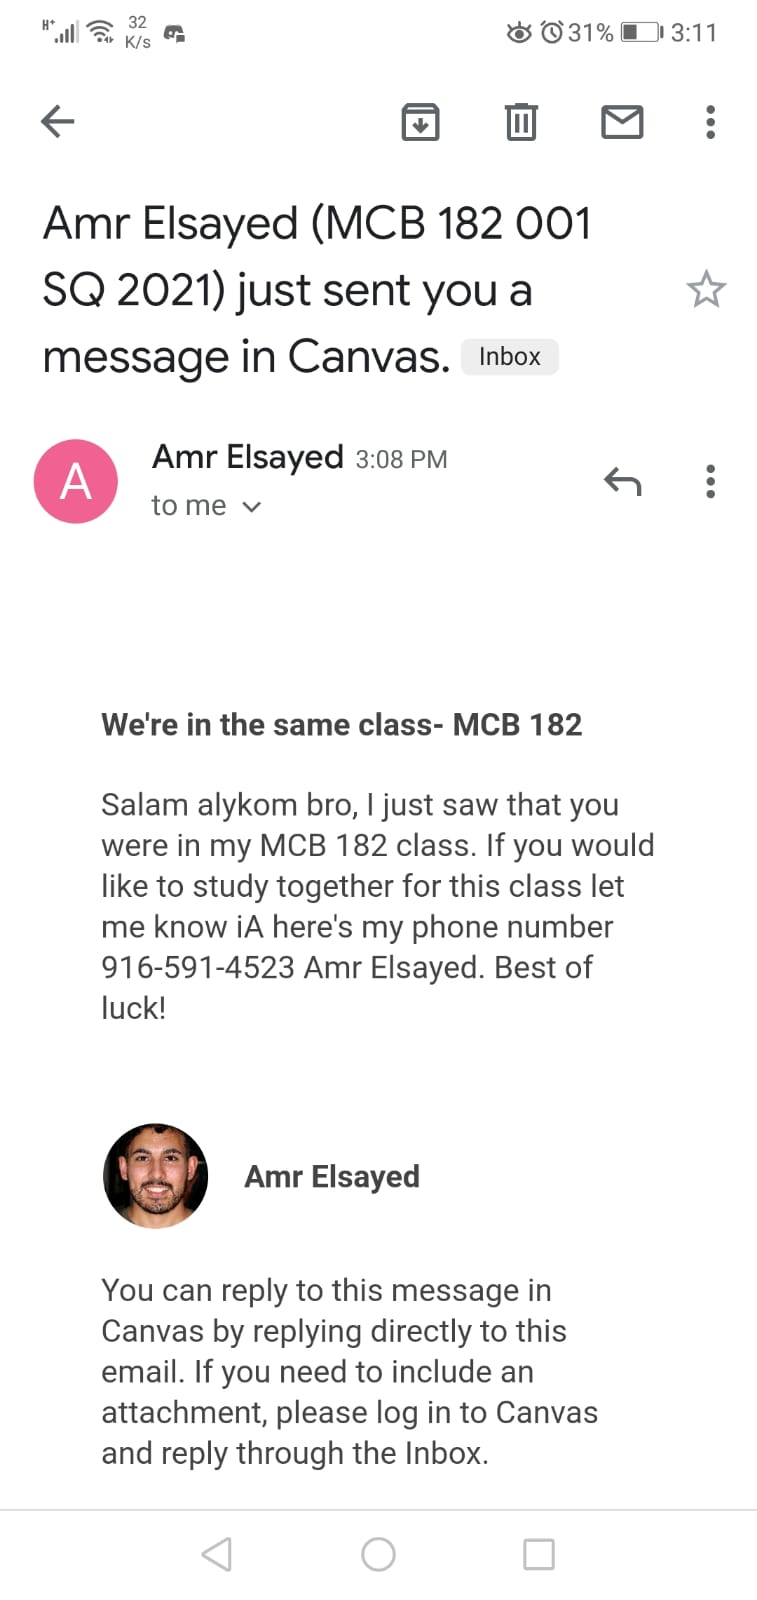 H+ 32 K/s 31% 3:11
Amr Elsayed (MCB 182 001
SQ 2021) just sent you a
message in Canvas. Inbox
A
Amr Elsayed 3:08 PM
to me
We're in the same class- MCB 182
Salam alykom bro, I just saw that you
were in my MCB 182 class. If you would
like to study together for this class let
me know iA here's my phone number
916-591-4523 Amr Elsayed. Best of
luck!
Amr Elsayed
You can reply to this message in
Canvas by replying directly to this
email. If you need to include an
attachment, please log in to Canvas
and reply through the Inbox.